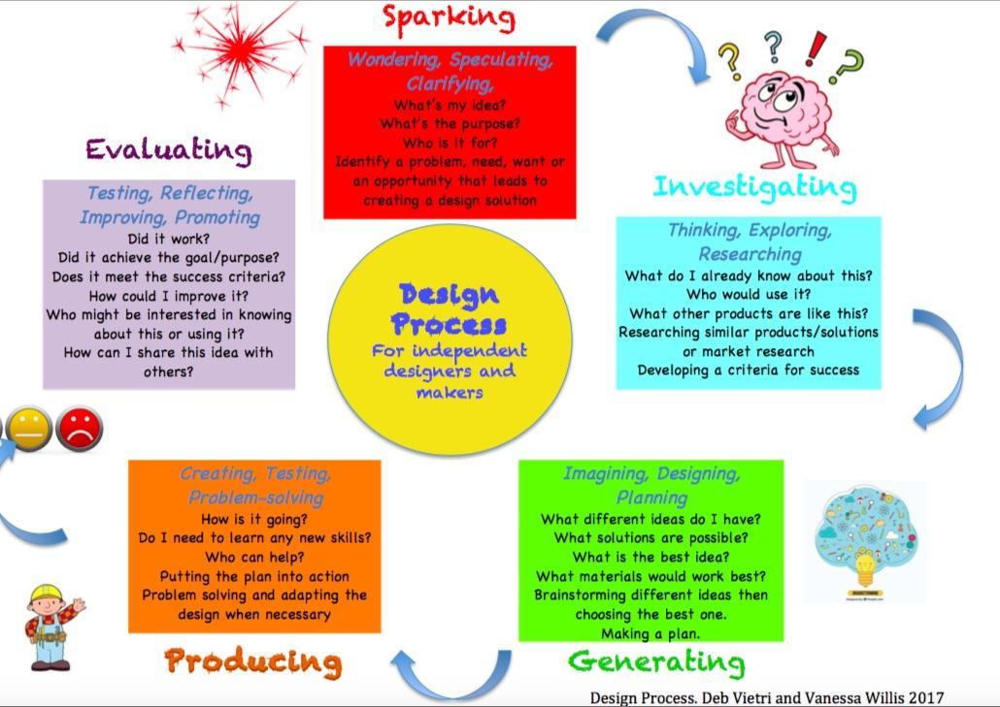 Sparking
Wondering, Speculating,
Clarifying,
What's my idea?
What's the purpose?
Who is it for?
Identify a problem, need, want or
an opportunity that leads to
creating a design solution
Investigating
Thinking, Exploring,
Researching
What do I already know about this?
Who would use it?
What other products are like this?
Researching similar products/solutions
or market research
Developing a criteria for success
Imagining, Designing,
Planning
What different ideas do I have?
What solutions are possible?
What is the best idea?
What materials would work best?
Brainstorming different ideas then
choosing the best one.
Making a plan.
Generating
BRAINSTORMING
Creating, Testing,
Problem-solving
How is it going?
Do I need to learn any new skills?
Who can help?
Putting the plan into action
Problem solving and adapting the
design when necessary
Producing
Evaluating
Testing, Reflecting,
Improving, Promoting
Did it work?
Did it achieve the goal/purpose?
Does it meet the success criteria?
How could I improve it?
Who might be interested in knowing
about this or using it?
How can I share this idea with
others?
Design
Process
For independent
designers and
makers
Design Process. Deb Vietri and Vanessa Willis 2017